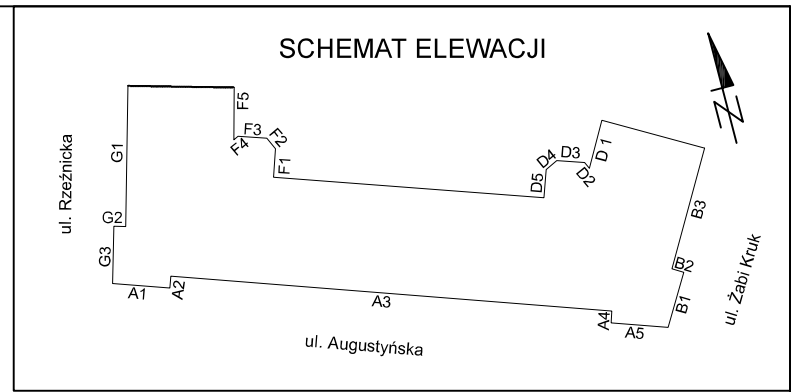 SCHEMAT ELEWACJI
N
ul. Rzeźnicka
G1
G2
G3
F5
F3
F4
F2
F1
D5
D4
D3
D2
D 1
B3
B2
B1
ul. Żabi Kruk
A1
A2
A3
A4
A5
ul. Augustyńska